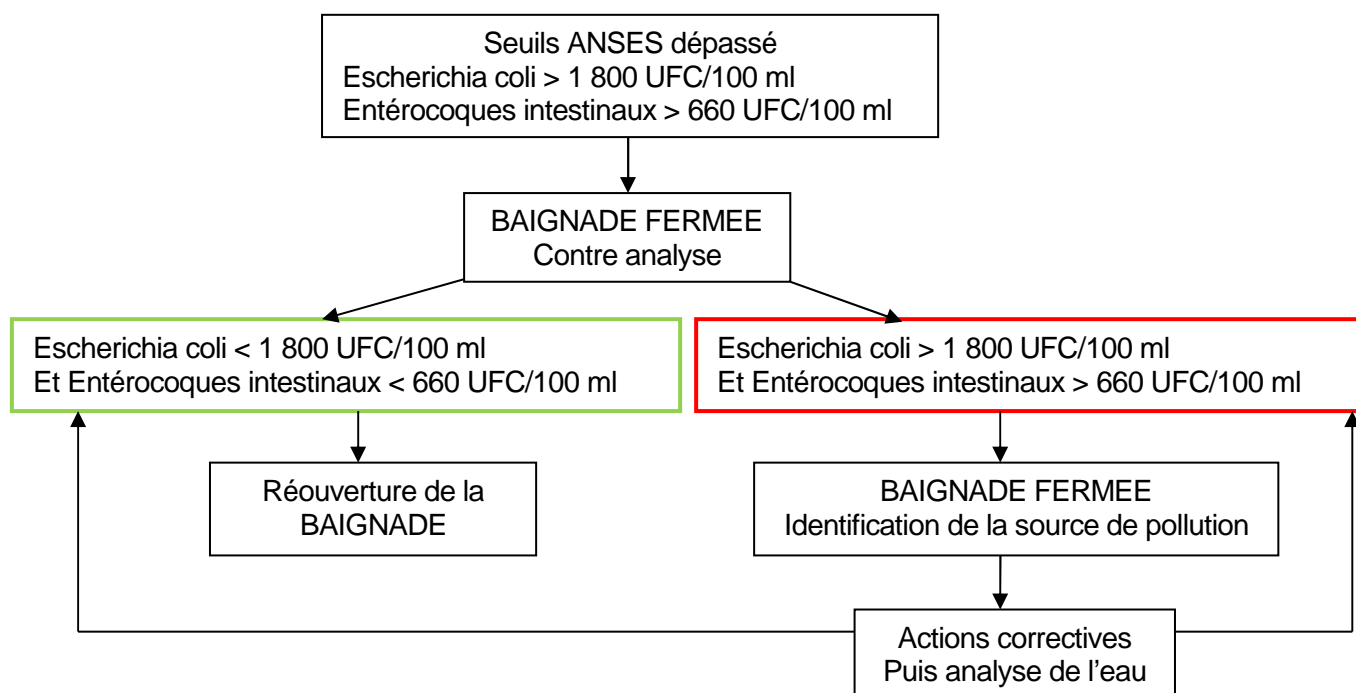 Seuils ANSES dépassé
Escherichia coli > 1 800 UFC/100 ml
Entérocoques intestinaux > 660 UFC/100 ml
BAIGNADE FERMEE
Contre analyse
Escherichia coli < 1 800 UFC/100 ml
Et Entérocoques intestinaux < 660 UFC/100 ml
Escherichia coli > 1 800 UFC/100 ml
Et Entérocoques intestinaux > 660 UFC/100 ml
Réouverture de la
BAIGNADE
BAIGNADE FERMEE
Identification de la source de pollution
Actions correctives
Puis analyse de l’eau